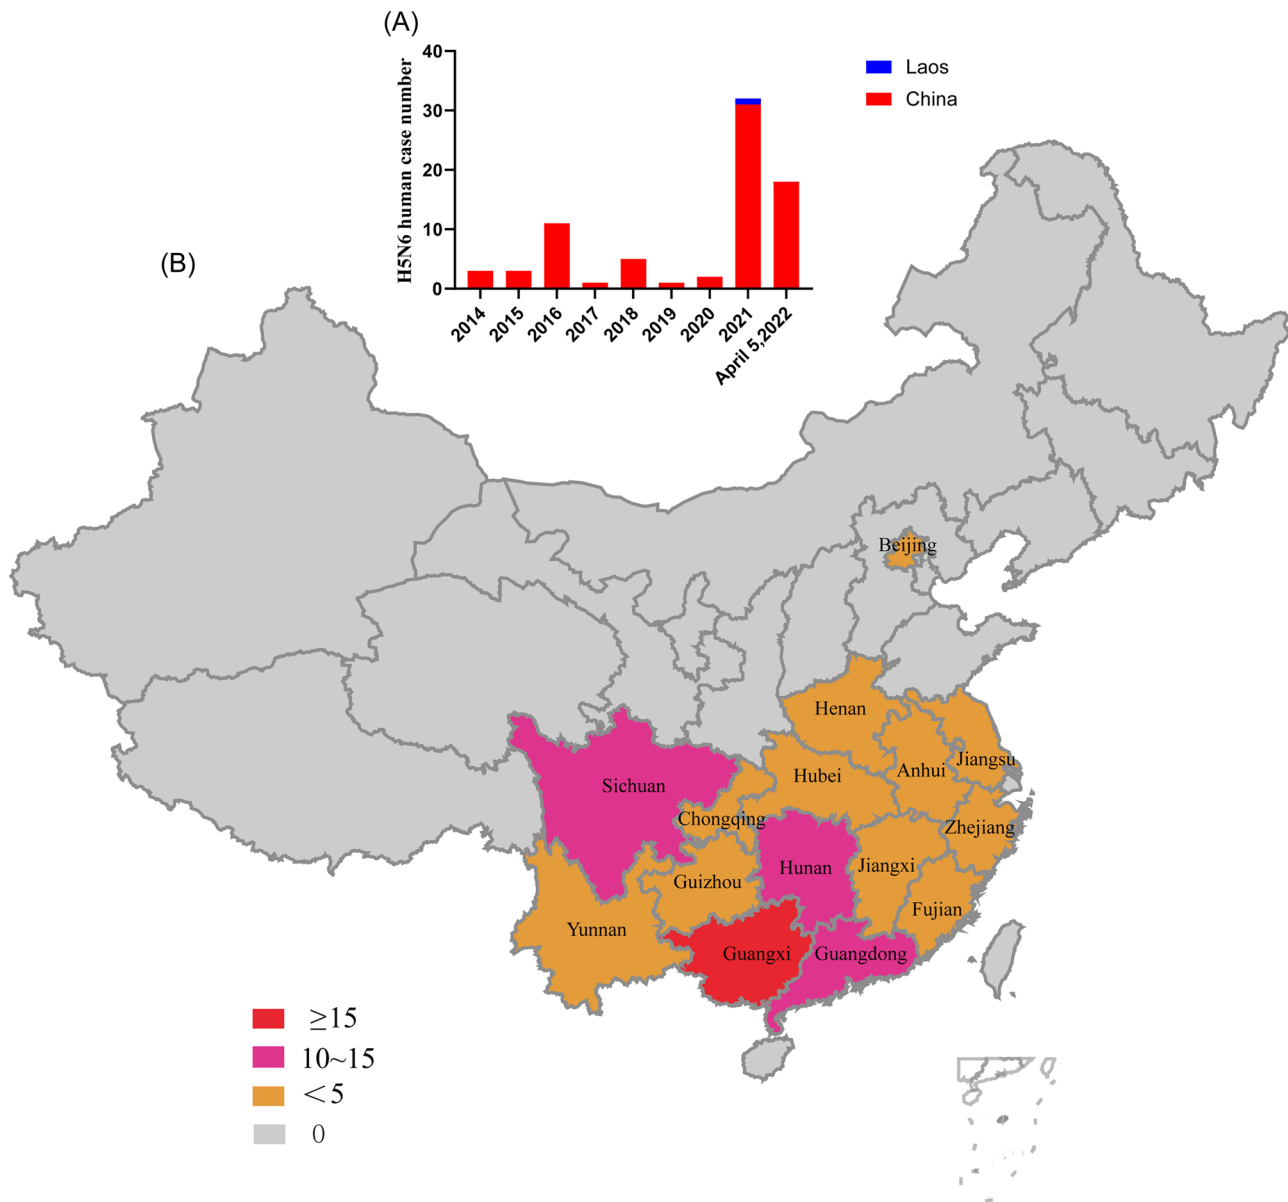 (A)
H5N6 human case number
40
30
20
10
0
2014
2015
2016
2017
2018
2019
2020
2021
April 5,2022
Laos
China
(B)
Beijing
Henan
Jiangsu
Anhui
Hubei
Sichuan
Chongqing
Zhejiang
Jiangxi
Hunan
Guizhou
Fujian
Yunnan
Guangxi
Guangdong
≥15
10~15
<5
0